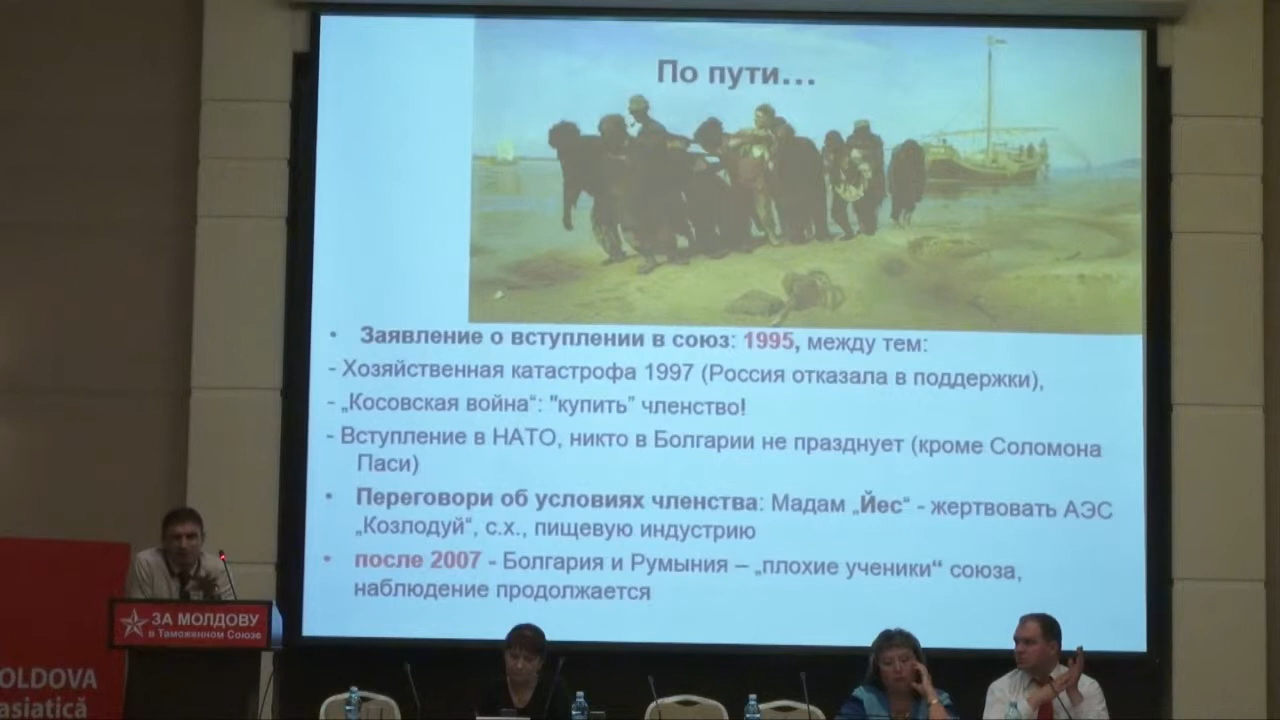 По пути...
• Заявление о вступлении в союз: 1995, между тем:
- Хозяйственная катастрофа 1997 (Россия отказала в поддержки),
- „Косовская война“: "купить” членство!
- Вступление в НАТО, никто в Болгарии не празднует (кроме Соломона
Паси)
• Переговори об условиях членства: Мадам „Йес“ - жертвовать АЭС
„Козлодуй“, с.х., пищевую индустрию
• после 2007 - Болгария и Румыния – „плохие ученики“ союза,
наблюдение продолжается
ЗА МОЛДОВУ
в Таможенном Союзе
OLDOVA
asiatică